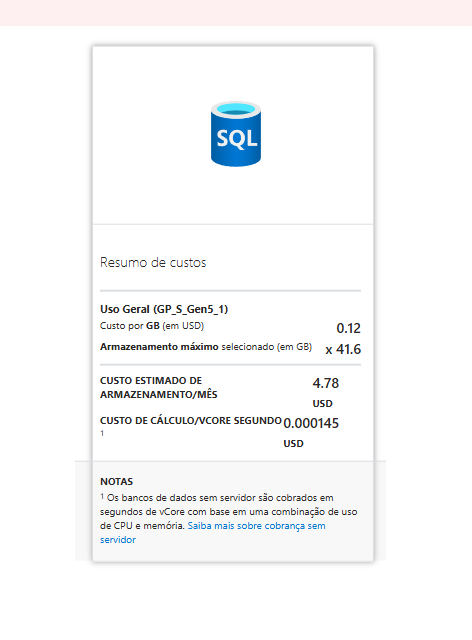 SQL
Resumo de custos
Uso Geral (GP_S_Gen5_1)
Custo por GB (em USD) 0.12
Armazenamento máximo selecionado (em GB) x 41.6
CUSTO ESTIMADO DE 4.78
ARMAZENAMENTO/MÊS
USD
CUSTO DE CÁLCULO/VCORE SEGUNDO 0.000145
1
USD
NOTAS
1 Os bancos de dados sem servidor são cobrados em
segundos de vCore com base em uma combinação de uso
de CPU e memória. Saiba mais sobre cobrança sem
servidor